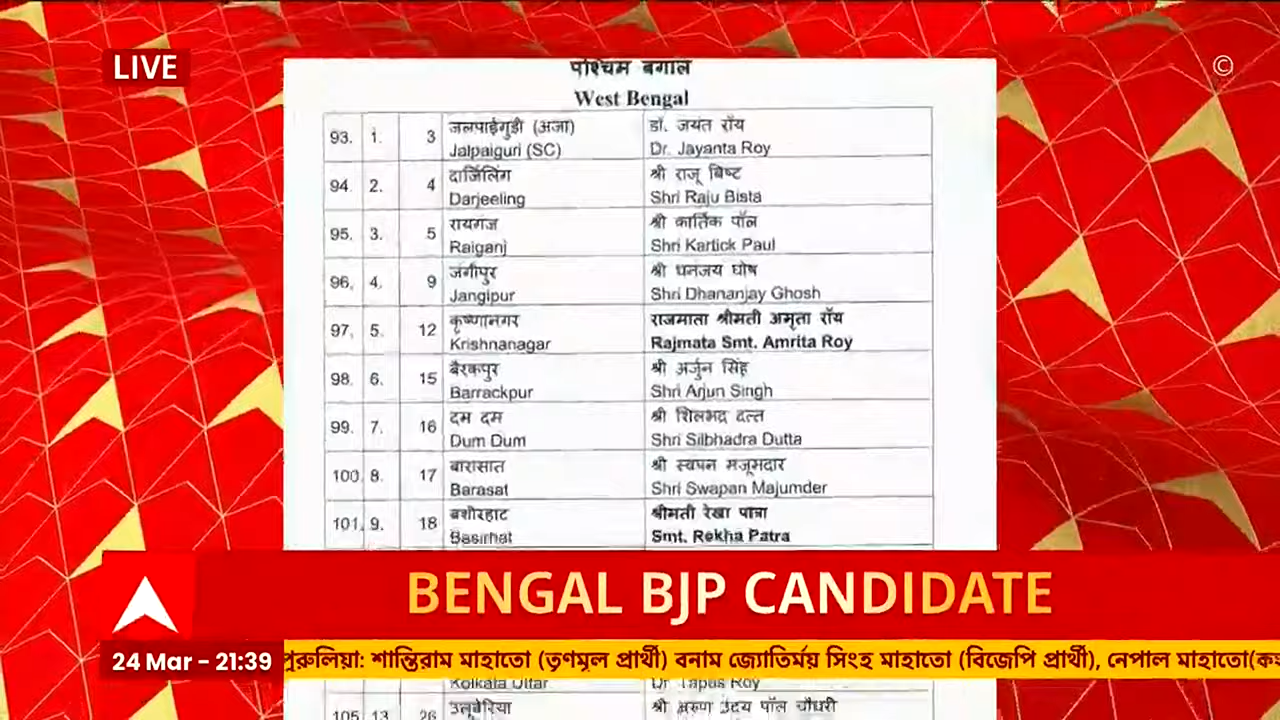 LIVE
©
पश्चिम बंगाल
West Bengal
93. 1. 3 जलपाईगुड़ी (अजा) डॉ. जयंत रॉय
Jalpaiguri (SC) Dr. Jayanta Roy
94. 2. 4 दार्जिलिंग श्री राजू बिष्ट
Darjeeling Shri Raju Bista
95. 3. 5 रायगंज श्री कार्तिक पॉल
Raiganj Shri Kartick Paul
96. 4. 9 जंगीपुर श्री धनंजय घोष
Jangipur Shri Dhananjay Ghosh
97. 5. 12 कृष्णानगर राजमाता श्रीमती अमृता रॉय
Krishnanagar Rajmata Smt. Amrita Roy
98. 6. 15 बैरकपुर श्री अर्जुन सिंह
Barrackpur Shri Arjun Singh
99. 7. 16 दम दम श्री शिलभद्र दत्त
Dum Dum Shri Silbhadra Dutta
100. 8. 17 बारासात श्री स्वपन मजूमदार
Barasat Shri Swapan Majumder
101. 9. 18 बशीरहाट श्रीमती रेखा पात्रा
Basirhat Smt. Rekha Patra
BENGAL BJP CANDIDATE
24 Mar - 21:39
পুরুলিয়া: শান্তিরাম মাহাতো (তৃণমূল প্রার্থী) বনাম জ্যোতির্ময় সিংহ মাহাতো (বিজেপি প্রার্থী), নেপাল মাহাতো(কং
Kolkata Uttar Dr Tapas Roy
105. 13. 26 उलूबेरिया श्री अरुण उदय पॉल चौधरी